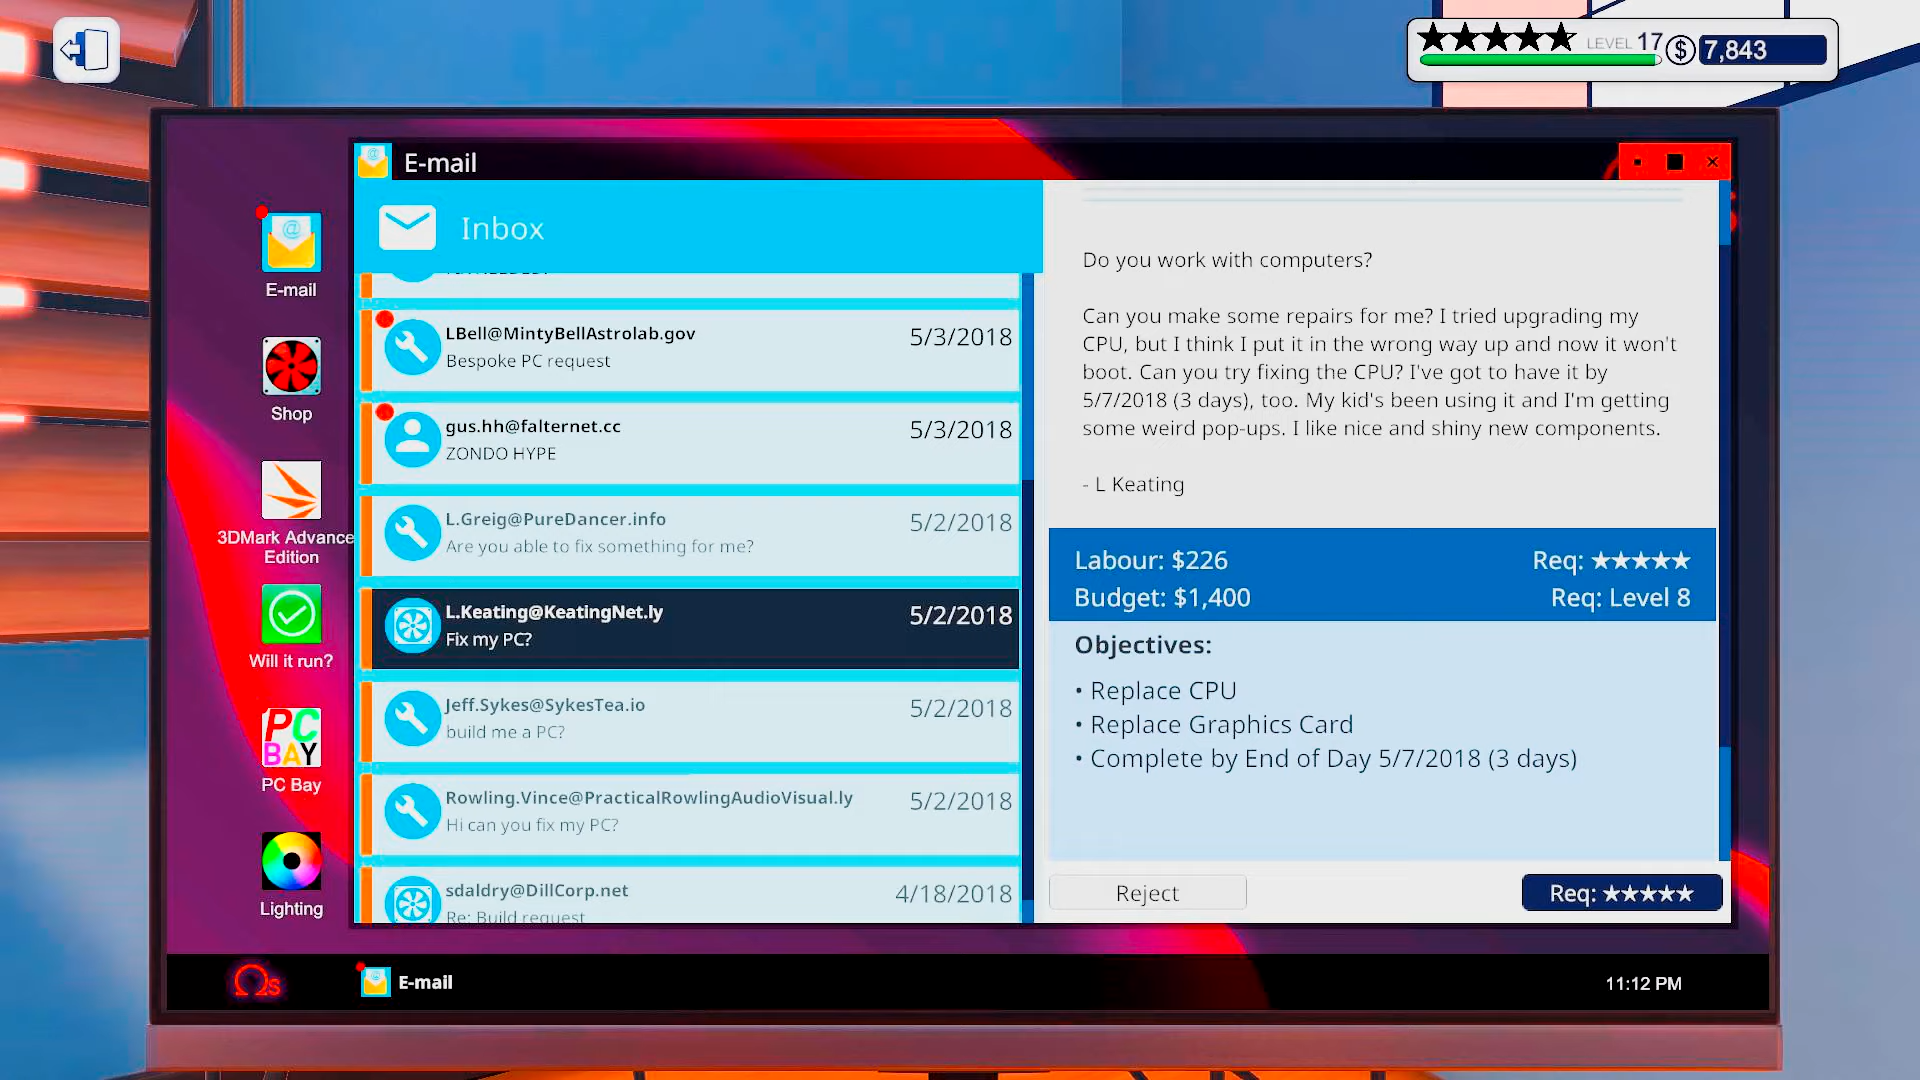 LEVEL 17
$ 7,843
E-mail
Inbox
E-mail
Shop
3DMark Advance
Edition
Will it run?
PC
BAY
PC Bay
Lighting
LBell@MintyBellAstrolab.gov
5/3/2018
Bespoke PC request
gus.hh@falternet.cc
5/3/2018
ZONDO HYPE
L.Greig@PureDancer.info
5/2/2018
Are you able to fix something for me?
L.Keating@KeatingNet.ly
5/2/2018
Fix my PC?
Jeff.Sykes@SykesTea.io
5/2/2018
build me a PC?
Rowling.Vince@PracticalRowlingAudioVisual.ly
5/2/2018
Hi can you fix my PC?
sdaldry@DillCorp.net
4/18/2018
Re: Build request
Do you work with computers?
Can you make some repairs for me? I tried upgrading my
CPU, but I think I put it in the wrong way up and now it won't
boot. Can you try fixing the CPU? I've got to have it by
5/7/2018 (3 days), too. My kid's been using it and I'm getting
some weird pop-ups. I like nice and shiny new components.
- L Keating
Labour: $226
Req: ★★★★★
Budget: $1,400
Req: Level 8
Objectives:
• Replace CPU
• Replace Graphics Card
• Complete by End of Day 5/7/2018 (3 days)
Reject
Req: ★★★★★
Ωs
E-mail
11:12 PM